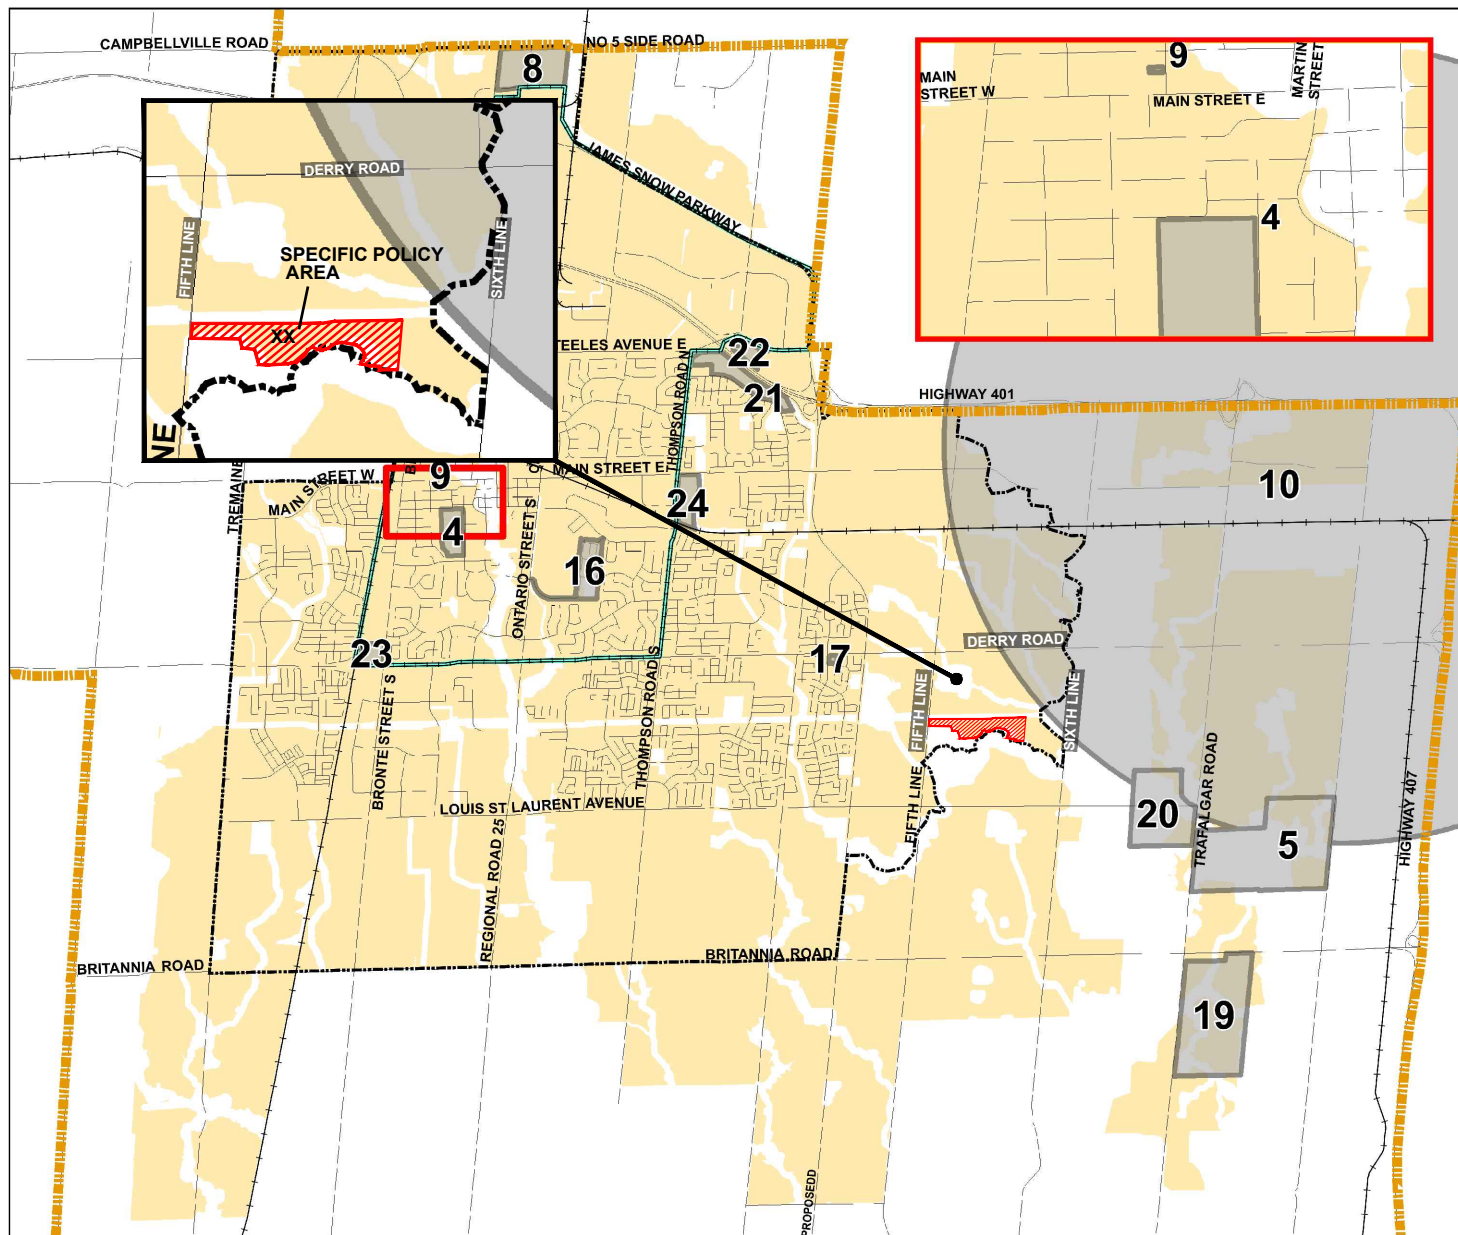 CAMPBELLVILLE ROAD
NO 5 SIDE ROAD
8
JAMES SNOW PARKWAY
DERRY ROAD
FIFTH LINE
SIXTH LINE
SPECIFIC POLICY
AREA
XX
NE
9
MAIN
STREET W
MAIN STREET E
MARTIN
STREET
4
TEELES AVENUE E
22
21
THOMPSON ROAD N
HIGHWAY 401
10
TREMAINE
MAIN STREET W
B
9
O
MAIN STREET E
4
24
16
ONTARIO STREET S
23
BRONTE STREET S
THOMPSON ROAD S
17
DERRY ROAD
FIFTH LINE
SIXTH LINE
FIFTH LINE
LOUIS ST LAURENT AVENUE
REGIONAL ROAD 25
20
TRAFALGAR ROAD
5
HIGHWAY 407
BRITANNIA ROAD
BRITANNIA ROAD
19
PROPOSEDD